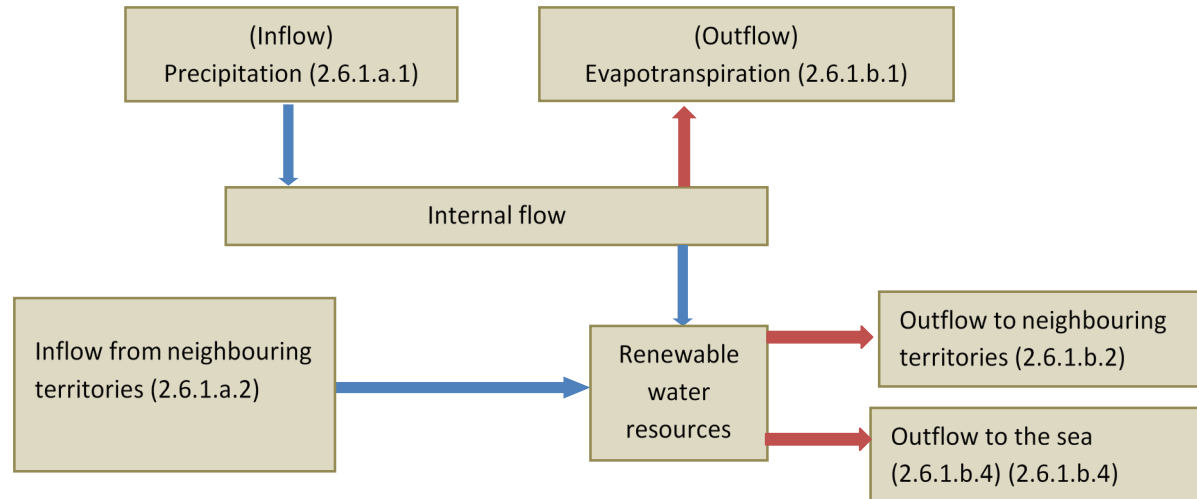 (Inflow)
Precipitation (2.6.1.a.1)
(Outflow)
Evapotranspiration (2.6.1.b.1)
Internal flow
Inflow from neighbouring
territories (2.6.1.a.2)
Renewable
water
resources
Outflow to neighbouring
territories (2.6.1.b.2)
Outflow to the sea
(2.6.1.b.4) (2.6.1.b.4)